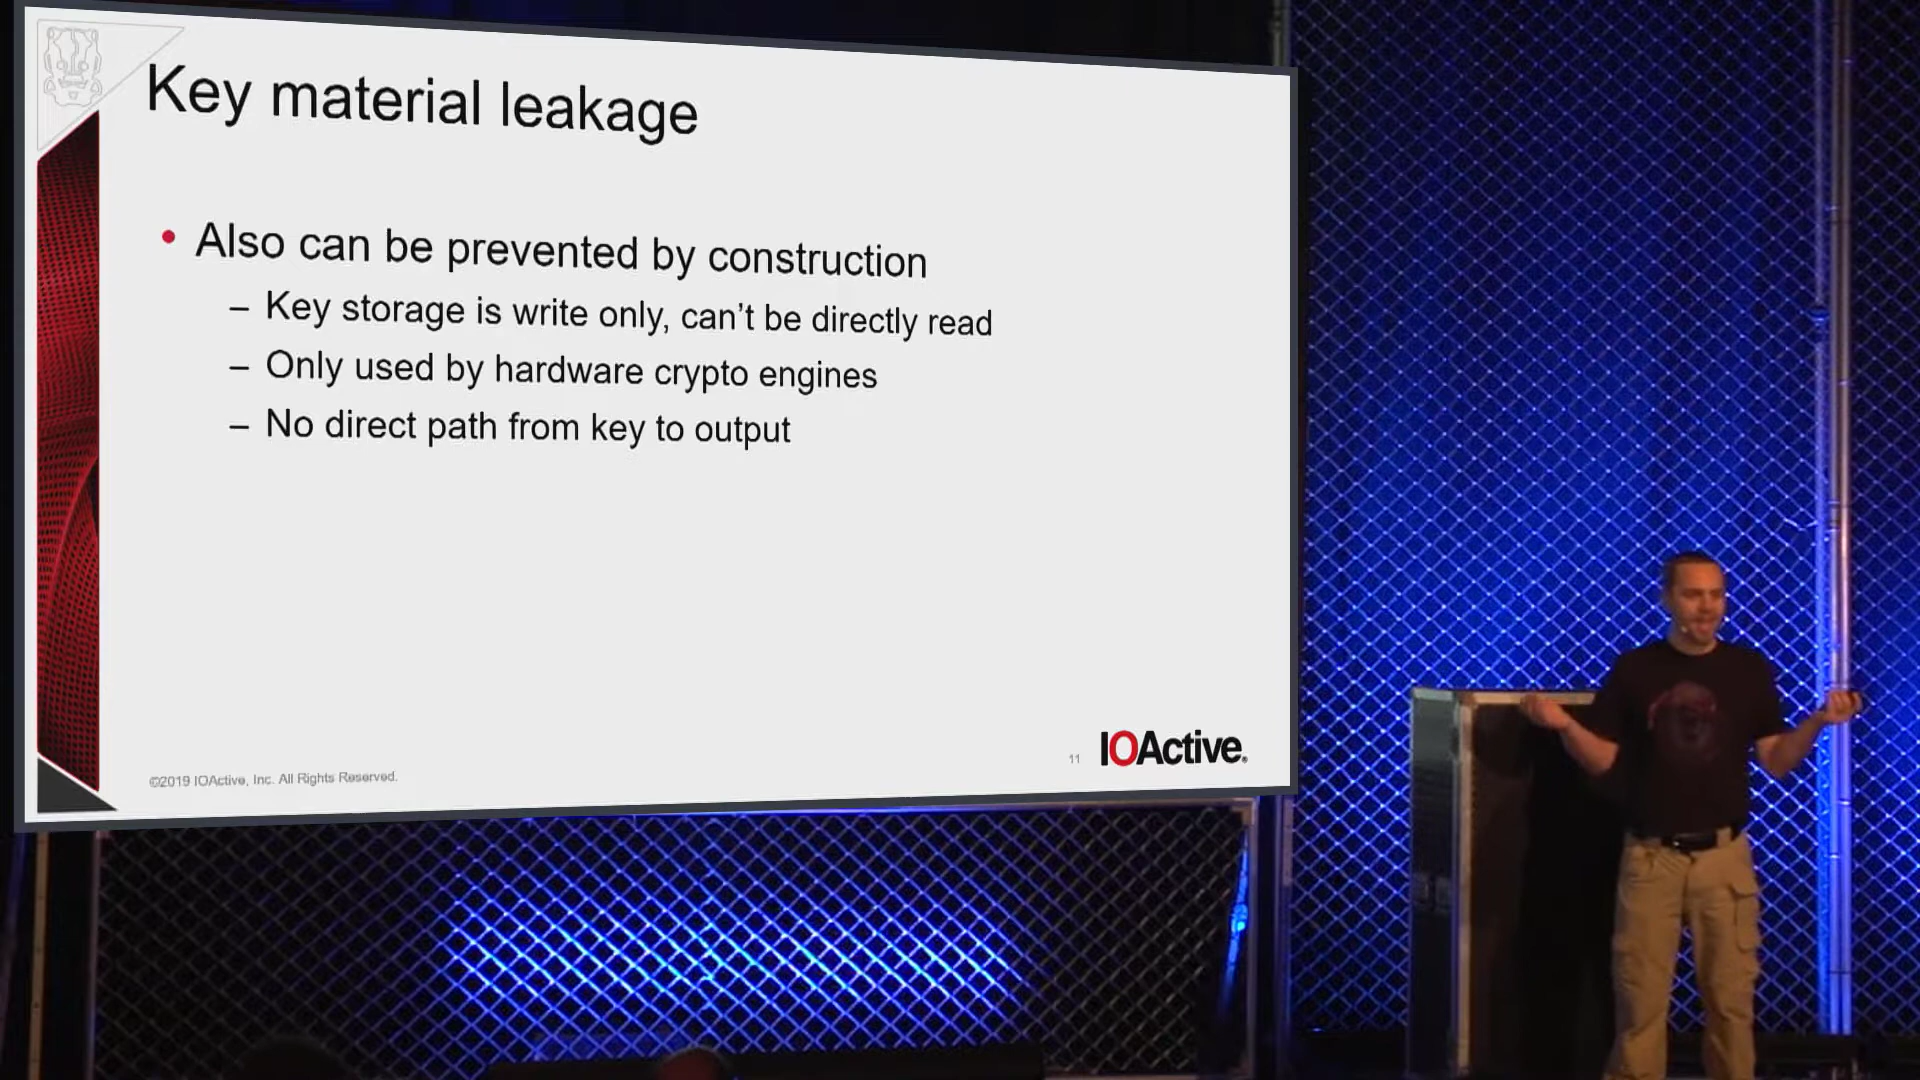 Key material leakage
• Also can be prevented by construction
– Key storage is write only, can’t be directly read
– Only used by hardware crypto engines
– No direct path from key to output
©2019 IOActive, Inc. All Rights Reserved.
11
IOActive.